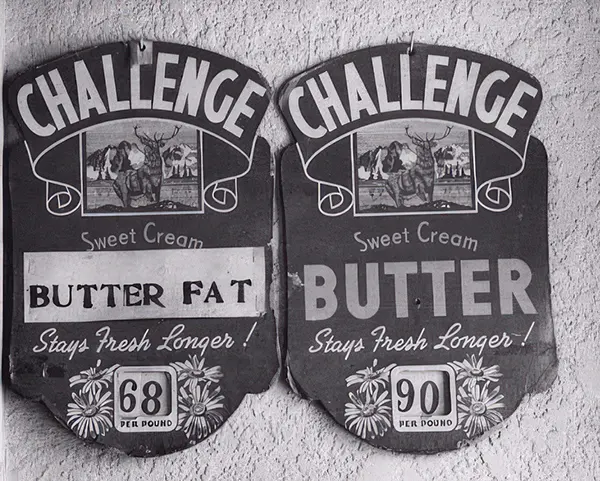 CHALLENGE
Sweet Cream
BUTTER FAT
Stays Fresh Longer!
68
PER POUND
CHALLENGE
Sweet Cream
BUTTER
Stays Fresh Longer!
90
PER POUND